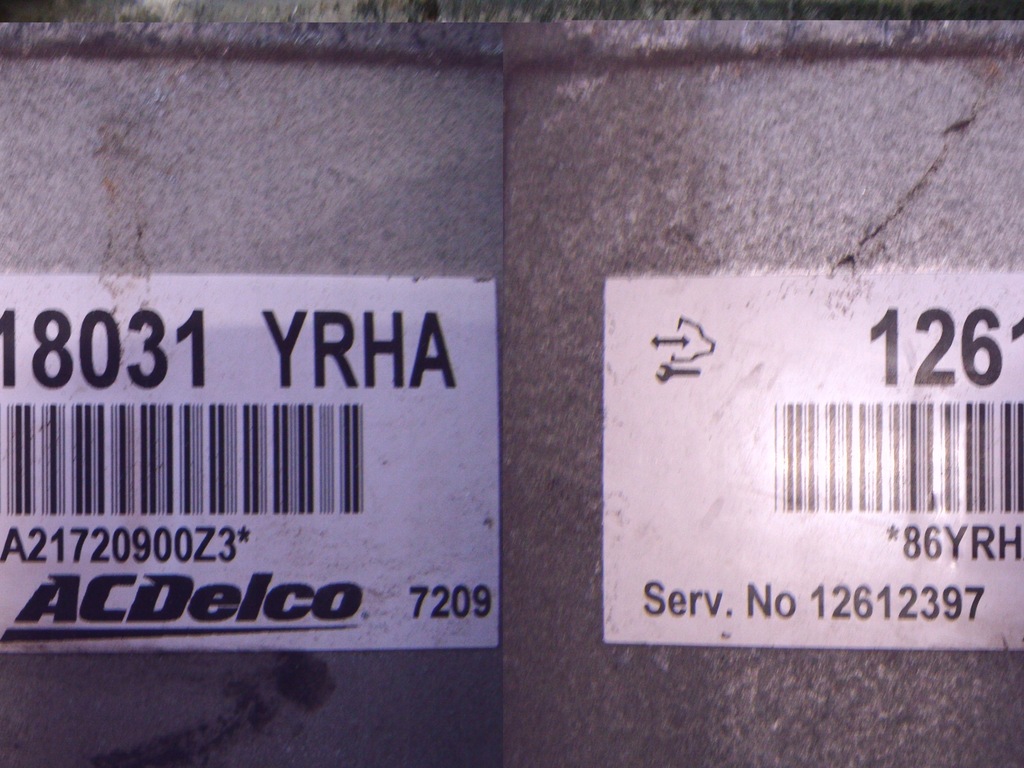 18031 YRHA
A21720900Z3*
ACDelco 7209
1261
*86YRH
Serv. No 12612397